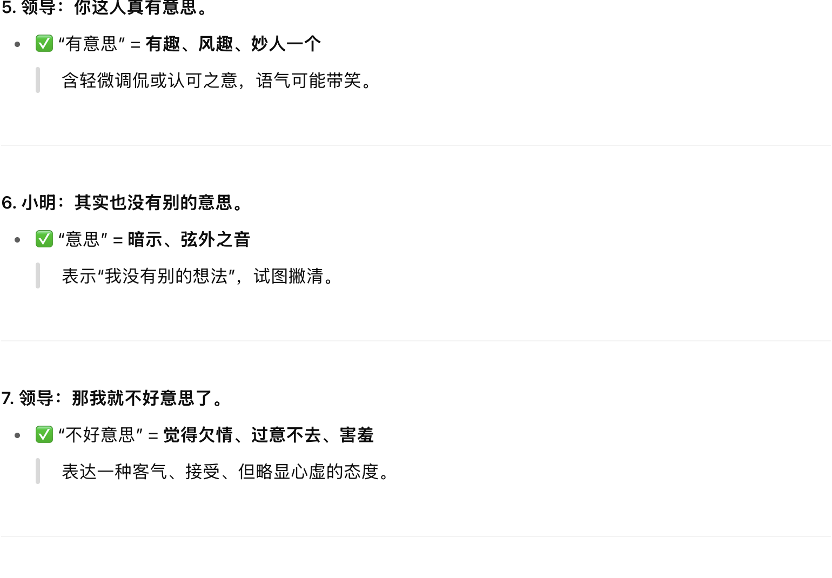 5. 领导：你这人真有意思。
• ✅ “有意思” = 有趣、风趣、妙人一个
含轻微调侃或认可之意，语气可能带笑。
6. 小明：其实也没有别的意思。
• ✅ “意思” = 暗示、弦外之音
表示“我没有别的想法”，试图撇清。
7. 领导：那我就不好意思了。
• ✅ “不好意思” = 觉得欠情、过意不去、害羞
表达一种客气、接受、但略显心虚的态度。